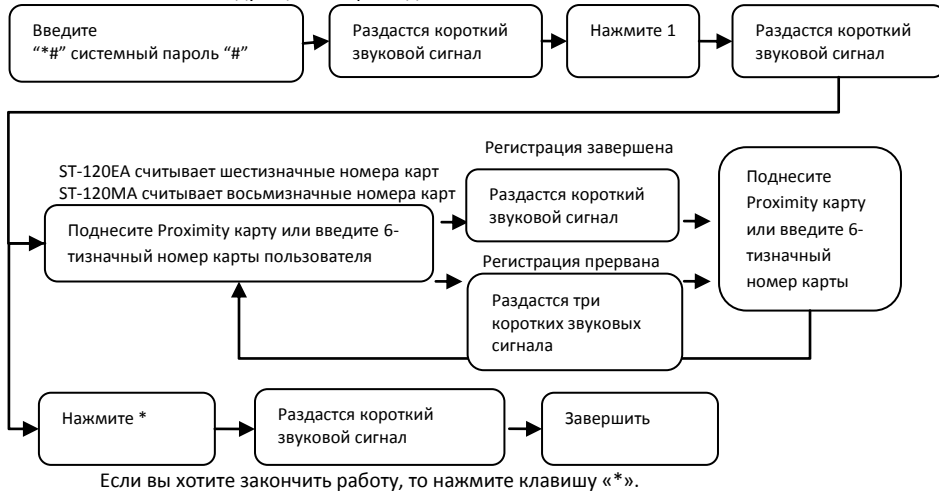 Введите
“*#” системный пароль “#”
Раздастся короткий
звуковой сигнал
Нажмите 1
Раздастся короткий
звуковой сигнал
ST-120EA считывает шестизначные номера карт
ST-120MA считывает восьмизначные номера карт
Поднесите Proximity карту или введите 6-
тизначный номер карты пользователя
Регистрация завершена
Раздастся короткий
звуковой сигнал
Регистрация прервана
Раздастся три
коротких звуковых
сигнала
Поднесите
Proximity карту
или введите 6-
тизначный
номер карты
Нажмите *
Раздастся короткий
звуковой сигнал
Завершить
Если вы хотите закончить работу, то нажмите клавишу «*».